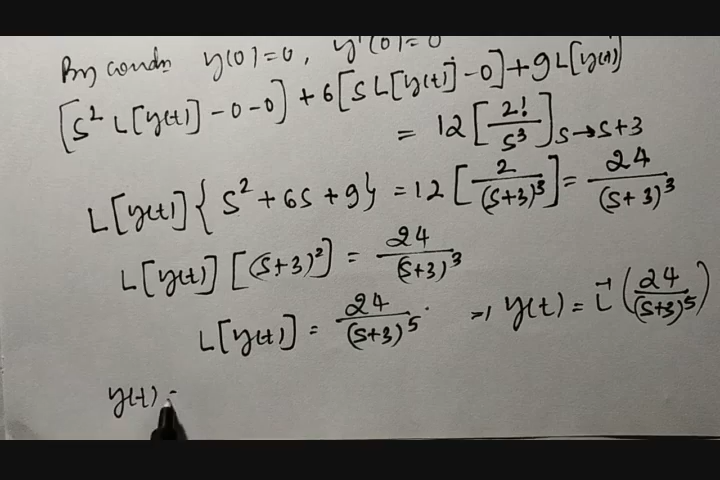 By condn y(0)=0, y'(0)=0
[S² L[y(t)] - 0 - 0] + 6[S L[y(t)] - 0] + 9 L[y(t)]
= 12 [2!/S³] S→S+3
L[y(t)] { S² + 6S + 9 } = 12 [2/(S+3)³] = 24/(S+3)³
L[y(t)] [(S+3)²] = 24/(S+3)³
L[y(t)] = 24/(S+3)⁵ ⇒ y(t) = L⁻¹(24/(S+3)⁵)
y(t) =